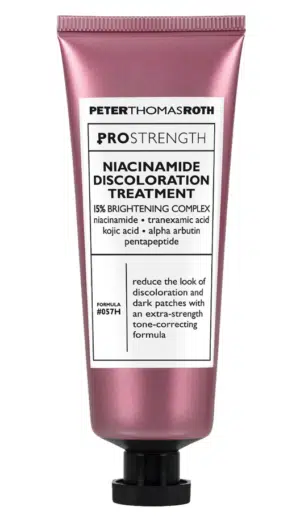 PETERTHOMASROTH
PROSTRENGTH
NIACINAMIDE
DISCOLORATION
TREATMENT
15% BRIGHTENING COMPLEX
niacinamide • tranexamic acid
kojic acid • alpha arbutin
pentapeptide
FORMULA
#057H
reduce the look of
discoloration and
dark patches with
an extra-strength
tone-correcting
formula